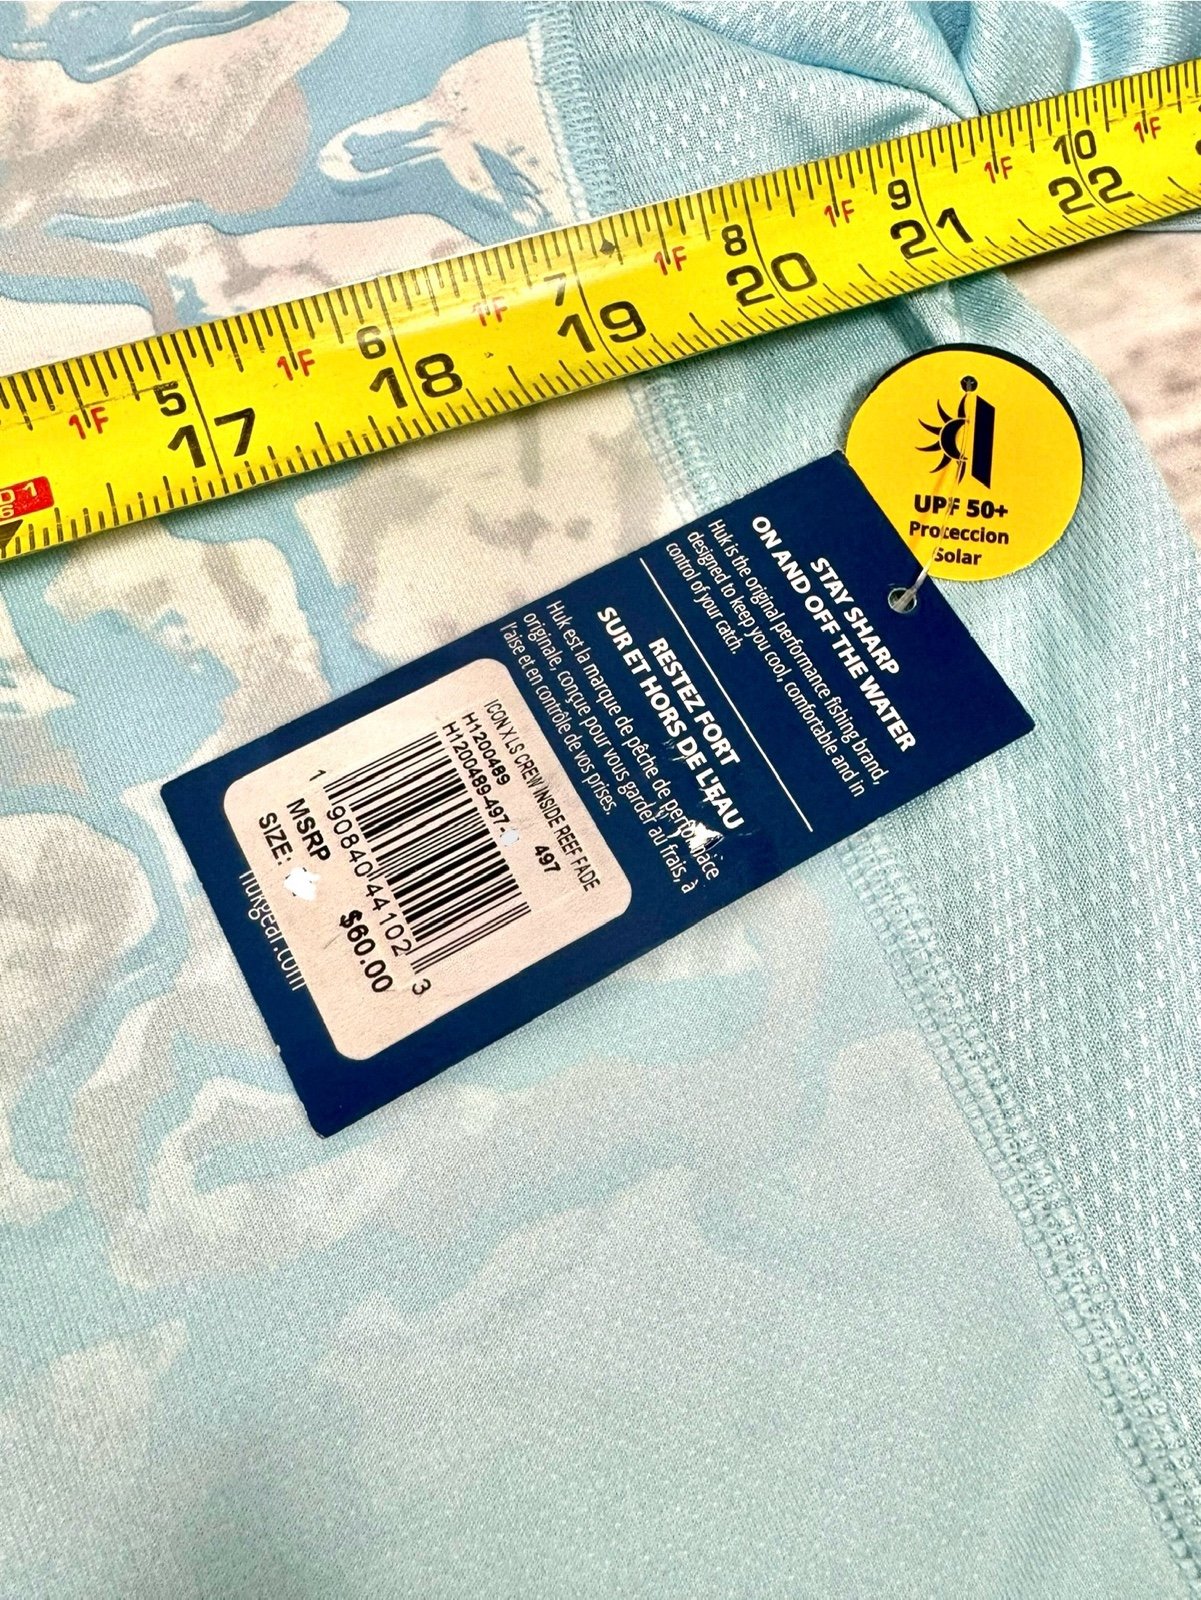 5 6 7 8 9 10
1F 1F 1F 1F 1F 1F 1F
17 18 19 20 21 22
UPF 50+
Proteccion
Solar
STAY SHARP
ON AND OFF THE WATER
Huk is the original performance fishing brand,
designed to keep you cool, comfortable and in
control of your catch.
RESTEZ FORT
SUR ET HORS DE L'EAU
Huk est la marque de pêche de performace
originale, conçue pour vous garder au frais, à
l'aise et en contrôle de vos prises.
ICON X LS CREW INSIDE REEF FADE
H1200489 497
H1200489-497-
1 90840 44102 3
MSRP $60.00
SIZE:
hukgear.com